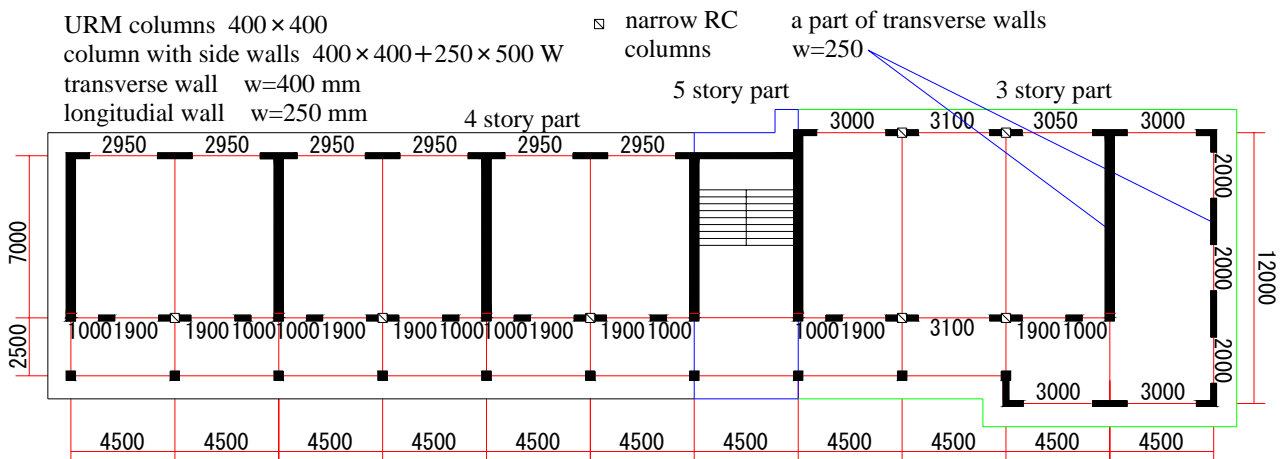 URM columns 400×400
column with side walls 400×400+250×500 W
transverse wall w=400 mm
longitudial wall w=250 mm
narrow RC columns
a part of transverse walls w=250
5 story part
3 story part
4 story part
2950 2950 2950 2950 2950 2950
3000 3100 3050 3000
7000
2500
2000
2000
2000
12000
1000 1900 1900 1000 1000 1900 1900 1000 1000 1900 1900 1000 1000 1900 3100 1900 1000
3000 3000
4500 4500 4500 4500 4500 4500 4500 4500 4500 4500 4500